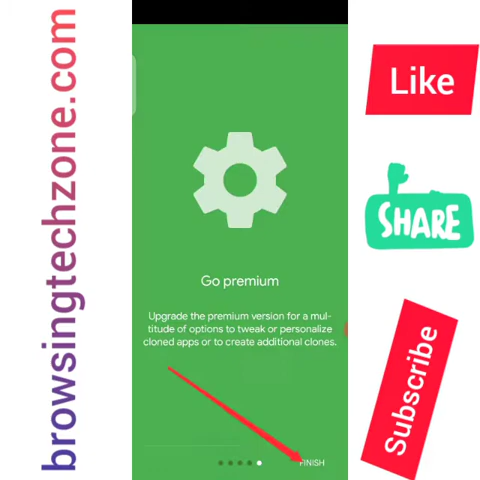 browsingtechzone.com
Go premium
Upgrade the premium version for a mul-
titude of options to tweak or personalize
cloned apps or to create additional clones.
FINISH
Like
SHARE
Subscribe